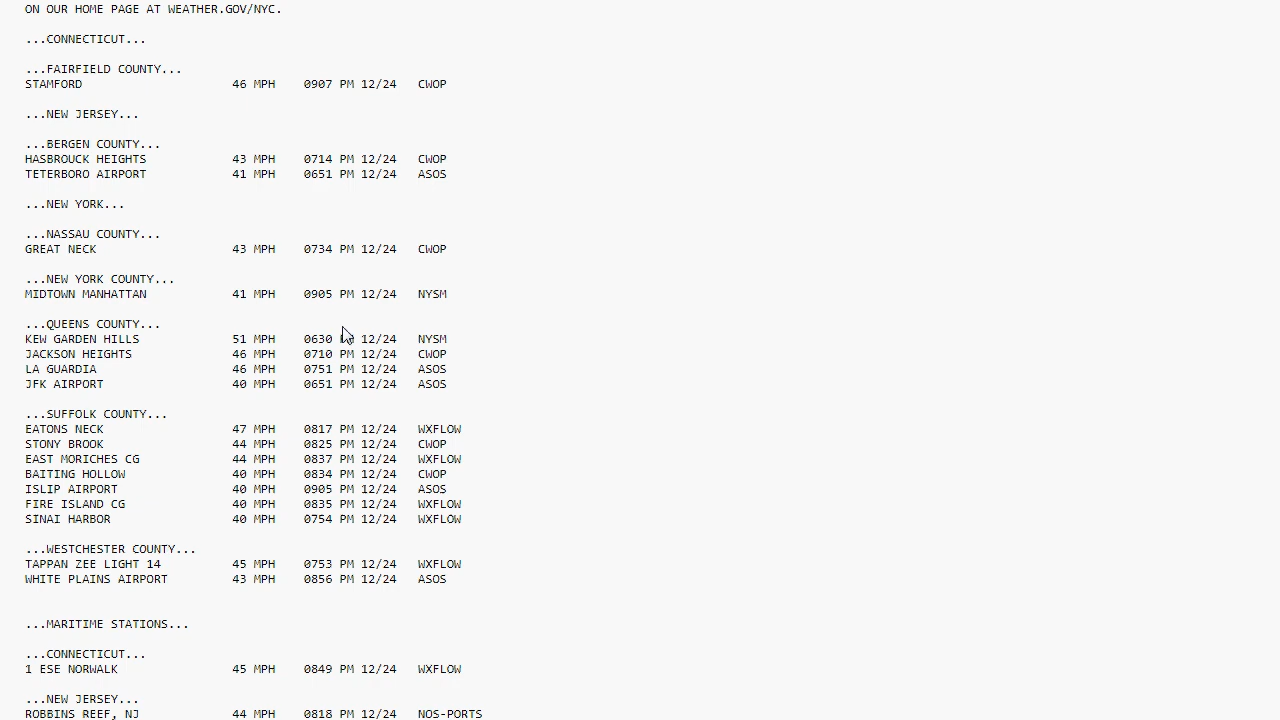 ON OUR HOME PAGE AT WEATHER.GOV/NYC.
...CONNECTICUT...
...FAIRFIELD COUNTY...
STAMFORD 46 MPH 0907 PM 12/24 CWOP
...NEW JERSEY...
...BERGEN COUNTY...
HASBROUCK HEIGHTS 43 MPH 0714 PM 12/24 CWOP
TETERBORO AIRPORT 41 MPH 0651 PM 12/24 ASOS
...NEW YORK...
...NASSAU COUNTY...
GREAT NECK 43 MPH 0734 PM 12/24 CWOP
...NEW YORK COUNTY...
MIDTOWN MANHATTAN 41 MPH 0905 PM 12/24 NYSM
...QUEENS COUNTY...
KEW GARDEN HILLS 51 MPH 0630 PM 12/24 NYSM
JACKSON HEIGHTS 46 MPH 0710 PM 12/24 CWOP
LA GUARDIA 46 MPH 0751 PM 12/24 ASOS
JFK AIRPORT 40 MPH 0651 PM 12/24 ASOS
...SUFFOLK COUNTY...
EATONS NECK 47 MPH 0817 PM 12/24 WXFLOW
STONY BROOK 44 MPH 0825 PM 12/24 CWOP
EAST MORICHES CG 44 MPH 0837 PM 12/24 WXFLOW
BAITING HOLLOW 40 MPH 0834 PM 12/24 CWOP
ISLIP AIRPORT 40 MPH 0905 PM 12/24 ASOS
FIRE ISLAND CG 40 MPH 0835 PM 12/24 WXFLOW
SINAI HARBOR 40 MPH 0754 PM 12/24 WXFLOW
...WESTCHESTER COUNTY...
TAPPAN ZEE LIGHT 14 45 MPH 0753 PM 12/24 WXFLOW
WHITE PLAINS AIRPORT 43 MPH 0856 PM 12/24 ASOS
...MARITIME STATIONS...
...CONNECTICUT...
1 ESE NORWALK 45 MPH 0849 PM 12/24 WXFLOW
...NEW JERSEY...
ROBBINS REEF, NJ 44 MPH 0818 PM 12/24 NOS-PORTS